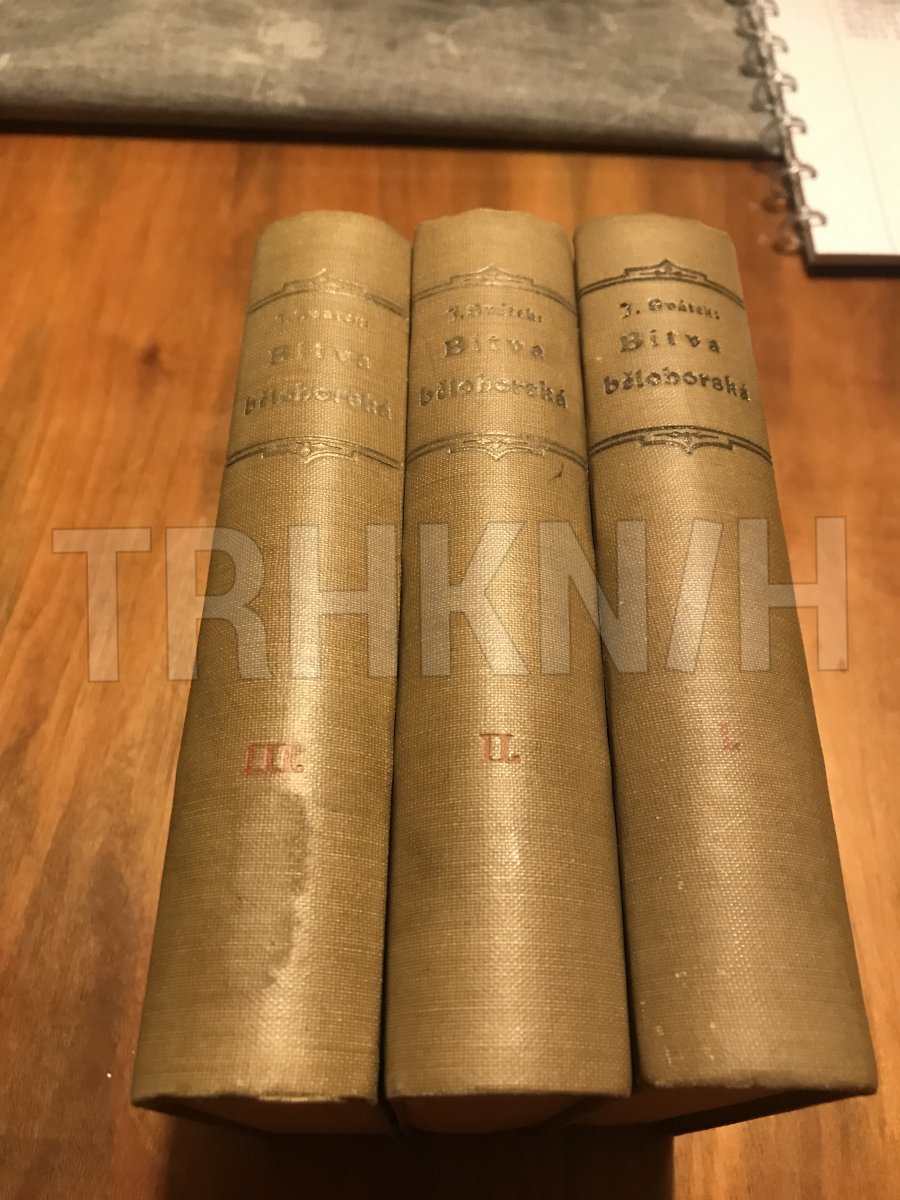 J. Svátek:
Bitva
bělohorská
III.
J. Svátek:
Bitva
bělohorská
II.
J. Svátek:
Bitva
bělohorská
I.
TRHKNIH